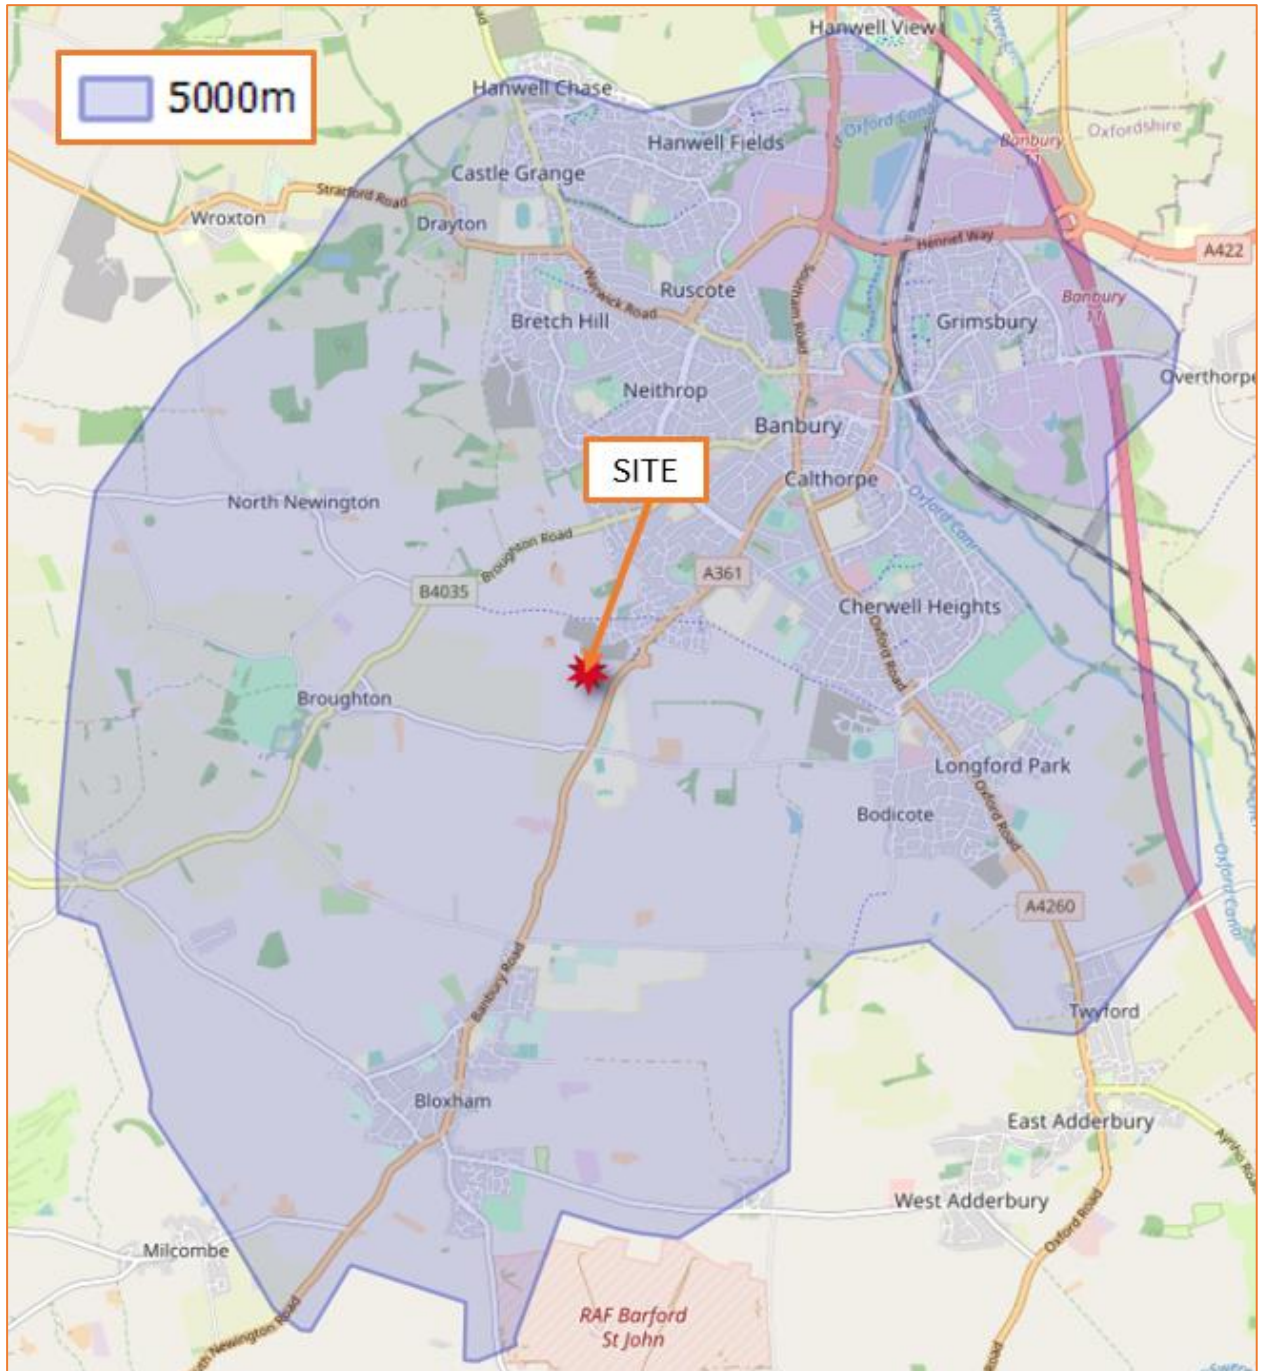 Hanwell View
5000m
Hanwell Chase
Oxford Canal
Oxfordshire
Hanwell Fields
Banbury
11
Castle Grange
Stratford Road
Wroxton
Drayton
Hennef Way
A422
Warwick Road
Ruscote
Southam Road
Banbury
11
Bretch Hill
Grimsbury
Overthorpe
Neithrop
Banbury
SITE
Calthorpe
North Newington
Oxford Can
Broughton Road
A361
B4035
Cherwell Heights
Oxford Road
Broughton
Longford Park
Oxford Road
Bodicote
Oxford Canal
A4260
Banbury Road
Twyford
Bloxham
East Adderbury
West Adderbury
Oxford Road
Milcombe
RAF Barford
St John
Road